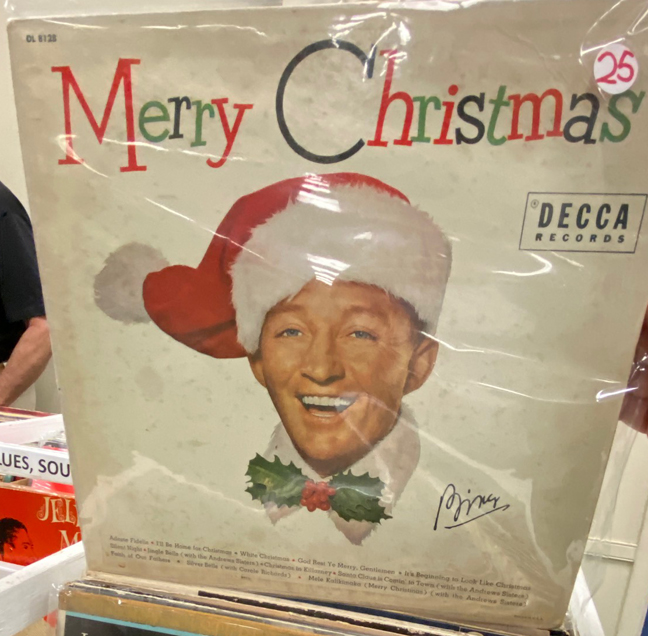 DL 8128
Merry Christmas
25
DECCA
RECORDS
Bing
Adeste Fidelis • I'll Be Home for Christmas • White Christmas • God Rest Ye Merry, Gentlemen • It's Beginning to Look Like Christmas
Silent Night • Jingle Bells (with the Andrews Sisters) • Christmas in Killarney • Santa Claus is Comin' to Town (with the Andrews Sisters)
Faith of Our Fathers • Silver Bells (with Carole Richards) • Mele Kalikimaka (Merry Christmas) (with the Andrews Sisters)
LUES, SOU
JEL
M